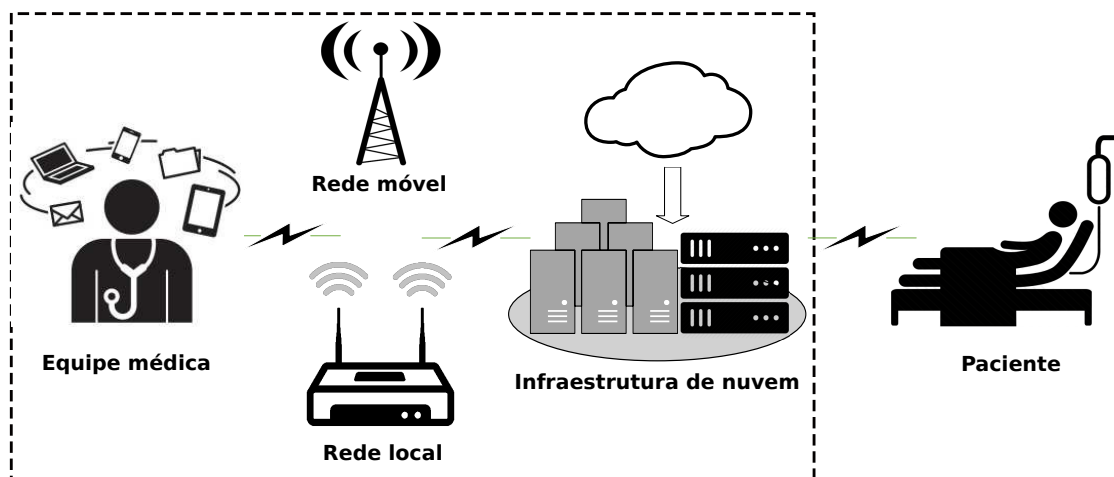 Rede móvel
Equipe médica
Infraestrutura de nuvem
Paciente
Rede local